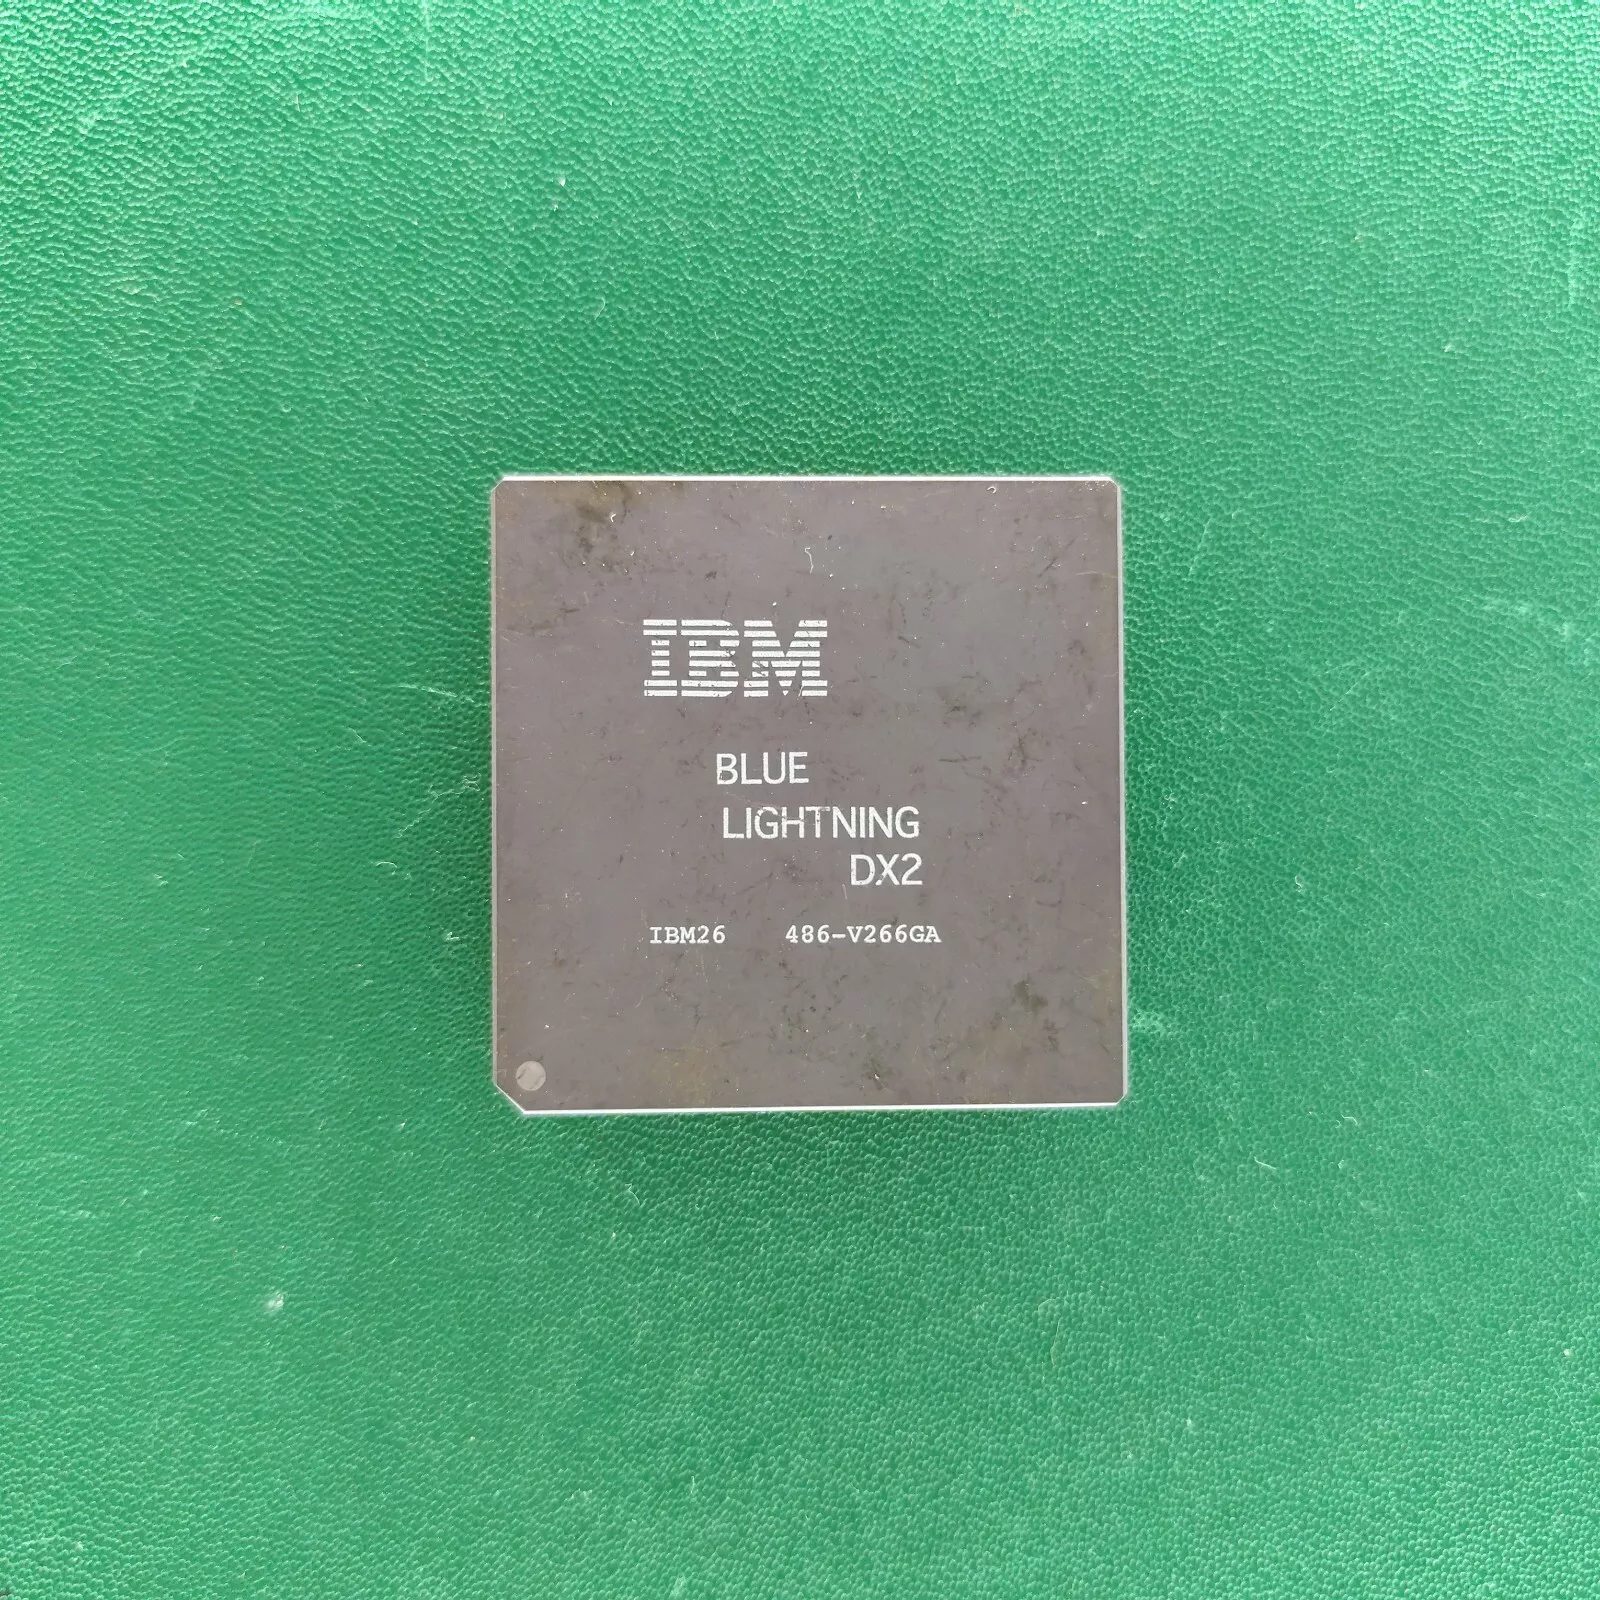 IBM
BLUE
LIGHTNING
DX2
IBM26 486-V266GA